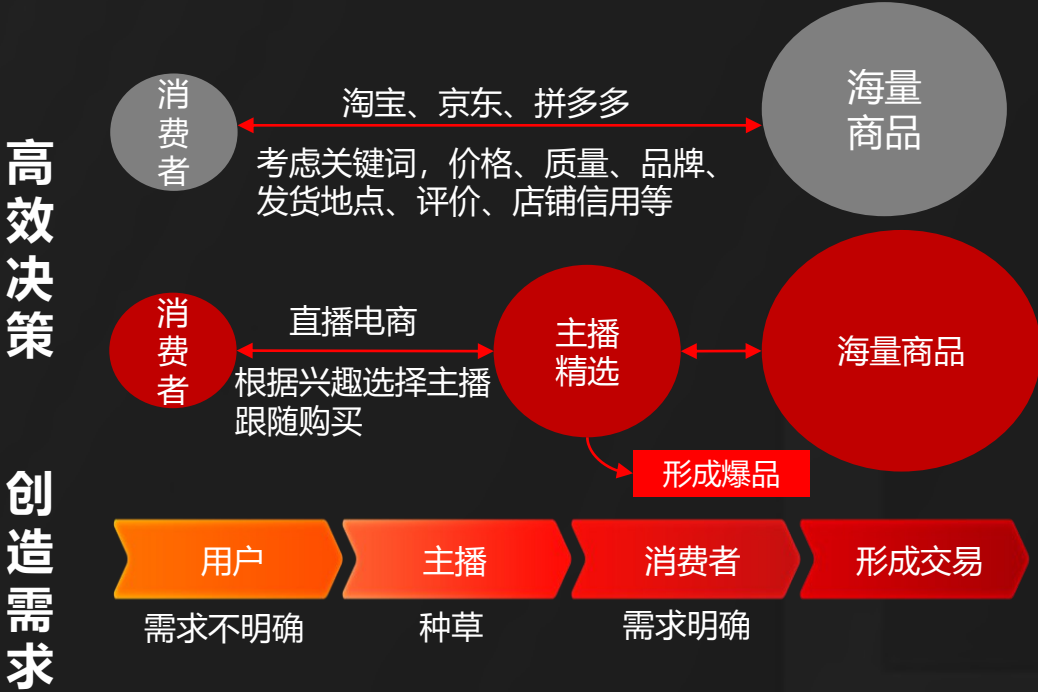 高效决策
消费者
淘宝、京东、拼多多
考虑关键词，价格、质量、品牌、
发货地点、评价、店铺信用等
海量
商品
消费者
直播电商
根据兴趣选择主播
跟随购买
主播
精选
海量商品
形成爆品
创造需求
用户
主播
消费者
形成交易
需求不明确
种草
需求明确